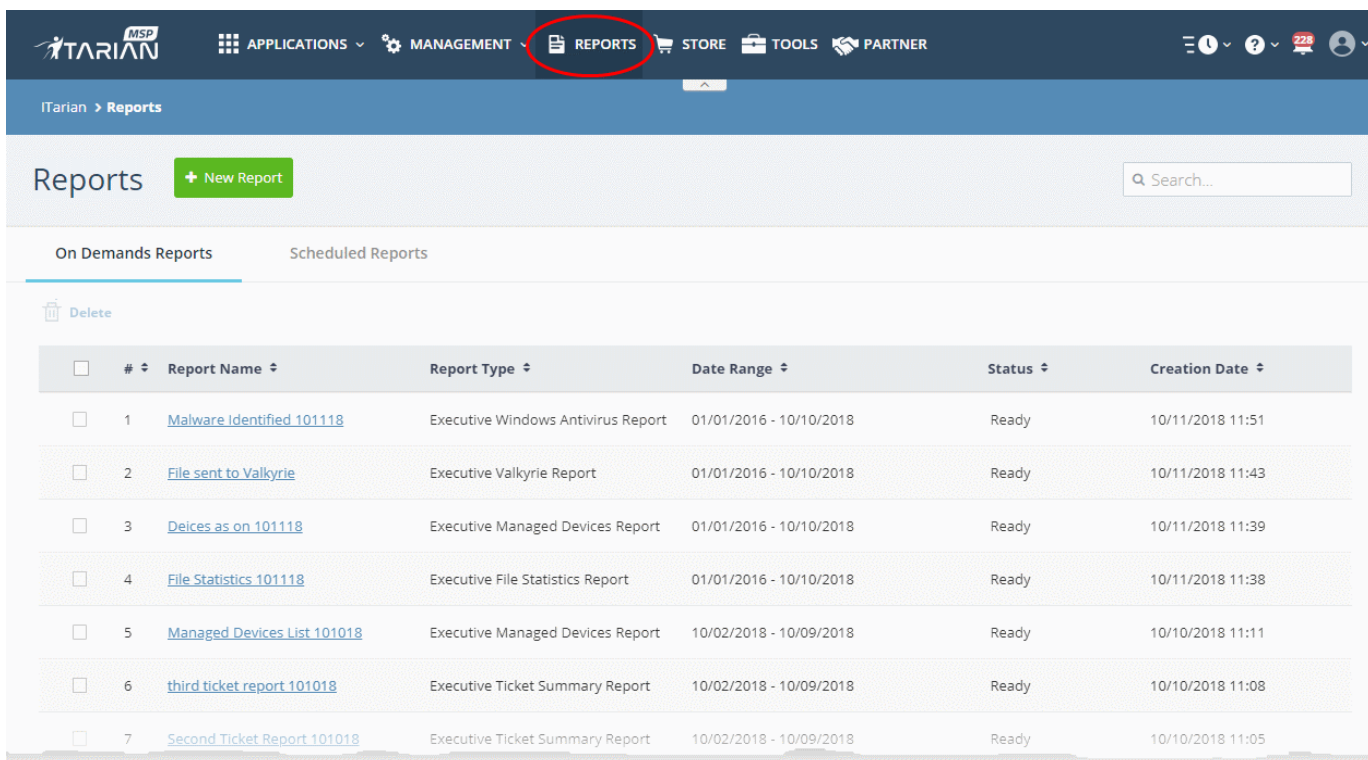 MSP
ITARIAN APPLICATIONS MANAGEMENT REPORTS STORE TOOLS PARTNER 228
ITarian > Reports
Reports + New Report Search...
On Demands Reports Scheduled Reports
Delete
# Report Name Report Type Date Range Status Creation Date
1 Malware Identified 101118 Executive Windows Antivirus Report 01/01/2016 - 10/10/2018 Ready 10/11/2018 11:51
2 File sent to Valkyrie Executive Valkyrie Report 01/01/2016 - 10/10/2018 Ready 10/11/2018 11:43
3 Deices as on 101118 Executive Managed Devices Report 01/01/2016 - 10/10/2018 Ready 10/11/2018 11:39
4 File Statistics 101118 Executive File Statistics Report 01/01/2016 - 10/10/2018 Ready 10/11/2018 11:38
5 Managed Devices List 101018 Executive Managed Devices Report 10/02/2018 - 10/09/2018 Ready 10/10/2018 11:11
6 third ticket report 101018 Executive Ticket Summary Report 10/02/2018 - 10/09/2018 Ready 10/10/2018 11:08
7 Second Ticket Report 101018 Executive Ticket Summary Report 10/02/2018 - 10/09/2018 Ready 10/10/2018 11:05